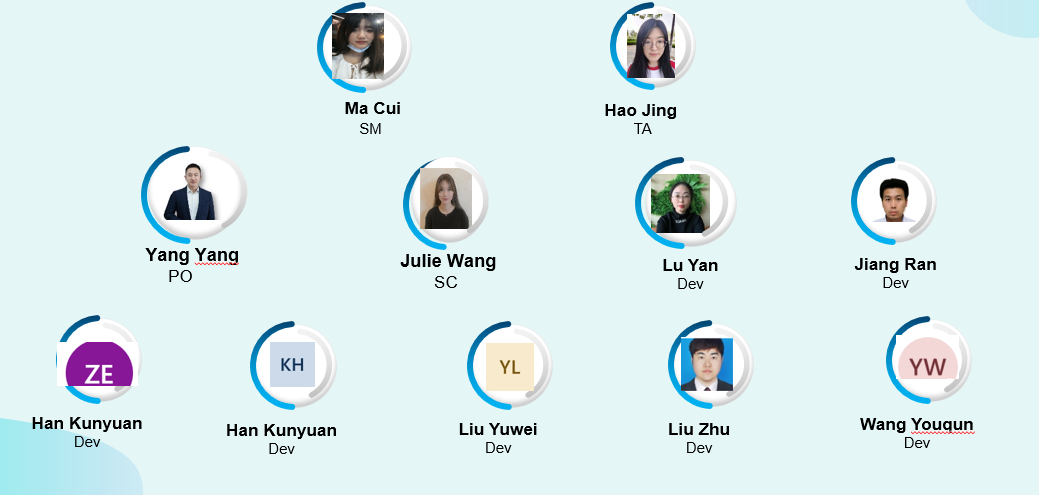 Ma Cui
SM
Hao Jing
TA
Yang Yang
PO
Julie Wang
SC
Lu Yan
Dev
Jiang Ran
Dev
ZE
Han Kunyuan
Dev
KH
Han Kunyuan
Dev
YL
Liu Yuwei
Dev
Liu Zhu
Dev
YW
Wang Youqun
Dev